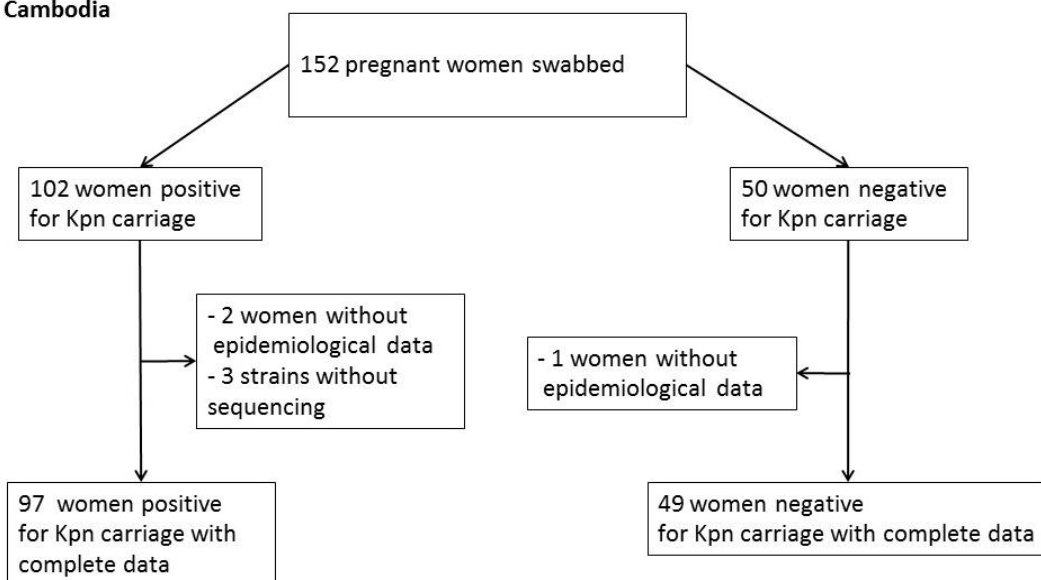 Cambodia
152 pregnant women swabbed
102 women positive
for Kpn carriage
50 women negative
for Kpn carriage
- 2 women without
epidemiological data
- 3 strains without
sequencing
- 1 women without
epidemiological data
97 women positive
for Kpn carriage with
complete data
49 women negative
for Kpn carriage with complete data